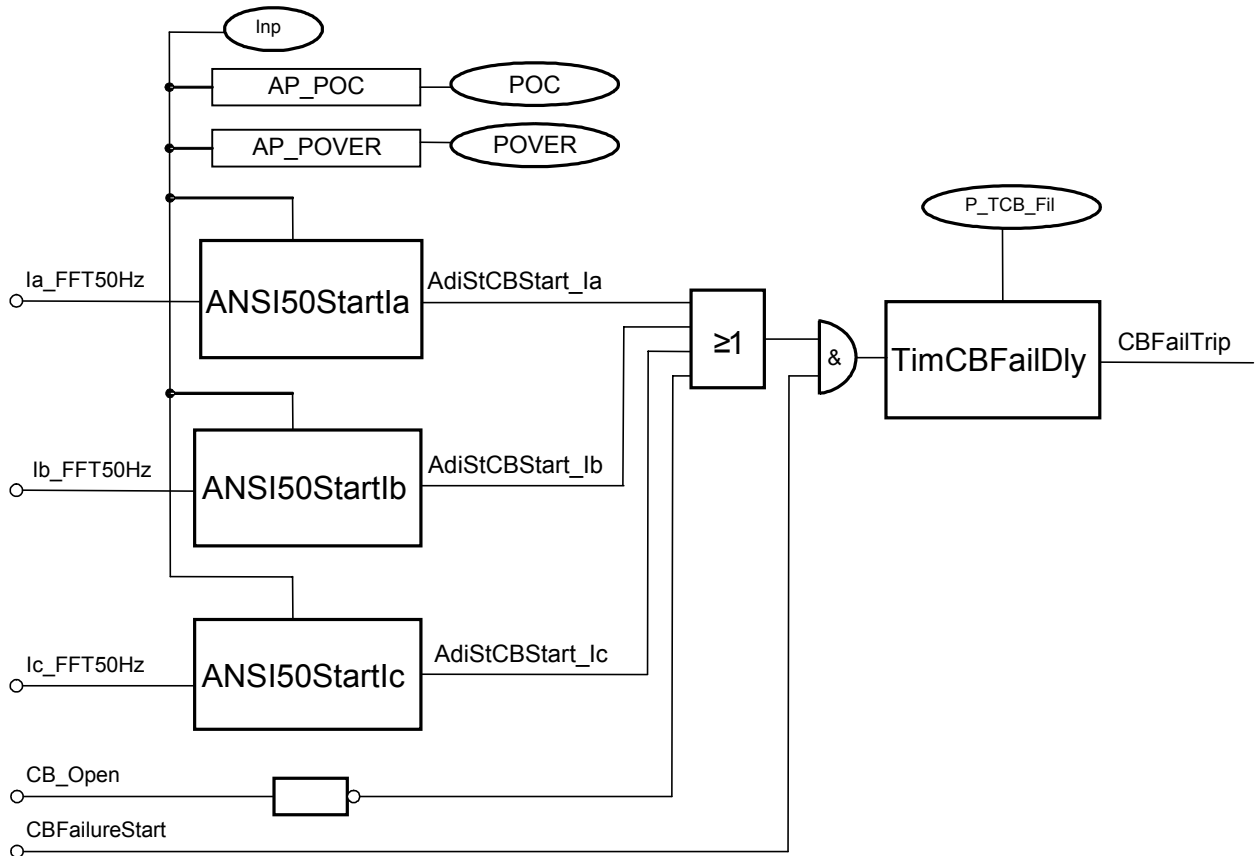 Inp
AP_POC
POC
AP_POVER
POVER
P_TCB_Fil
Ia_FFT50Hz
ANSI50StartIa
AdiStCBStart_Ia
≥1
&
TimCBFailDly
CBFailTrip
Ib_FFT50Hz
ANSI50StartIb
AdiStCBStart_Ib
Ic_FFT50Hz
ANSI50StartIc
AdiStCBStart_Ic
CB_Open
CBFailureStart